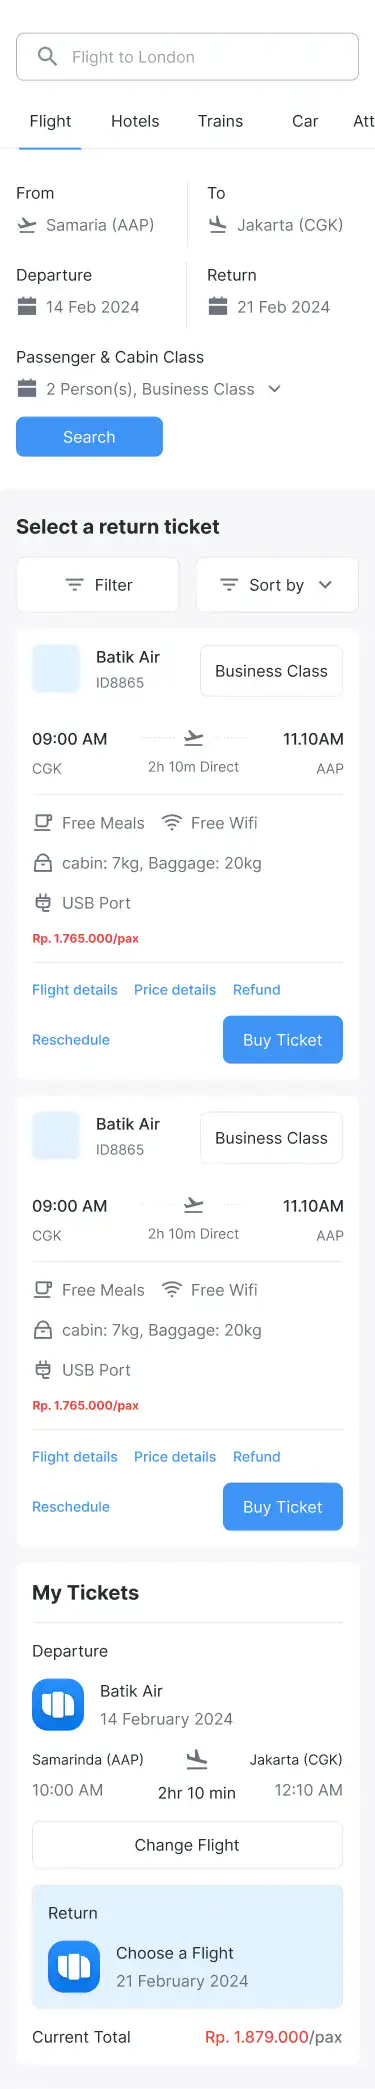 Flight to London
Flight Hotels Trains Car Att
From To
Samaria (AAP) Jakarta (CGK)
Departure Return
14 Feb 2024 21 Feb 2024
Passenger & Cabin Class
2 Person(s), Business Class
Search
Select a return ticket
Filter Sort by
Batik Air
ID8865
Business Class
09:00 AM 11.10AM
CGK 2h 10m Direct AAP
Free Meals Free Wifi
cabin: 7kg, Baggage: 20kg
USB Port
Rp. 1.765.000/pax
Flight details Price details Refund
Reschedule Buy Ticket
Batik Air
ID8865
Business Class
09:00 AM 11.10AM
CGK 2h 10m Direct AAP
Free Meals Free Wifi
cabin: 7kg, Baggage: 20kg
USB Port
Rp. 1.765.000/pax
Flight details Price details Refund
Reschedule Buy Ticket
My Tickets
Departure
Batik Air
14 February 2024
Samarinda (AAP) Jakarta (CGK)
10:00 AM 2hr 10 min 12:10 AM
Change Flight
Return
Choose a Flight
21 February 2024
Current Total Rp. 1.879.000/pax